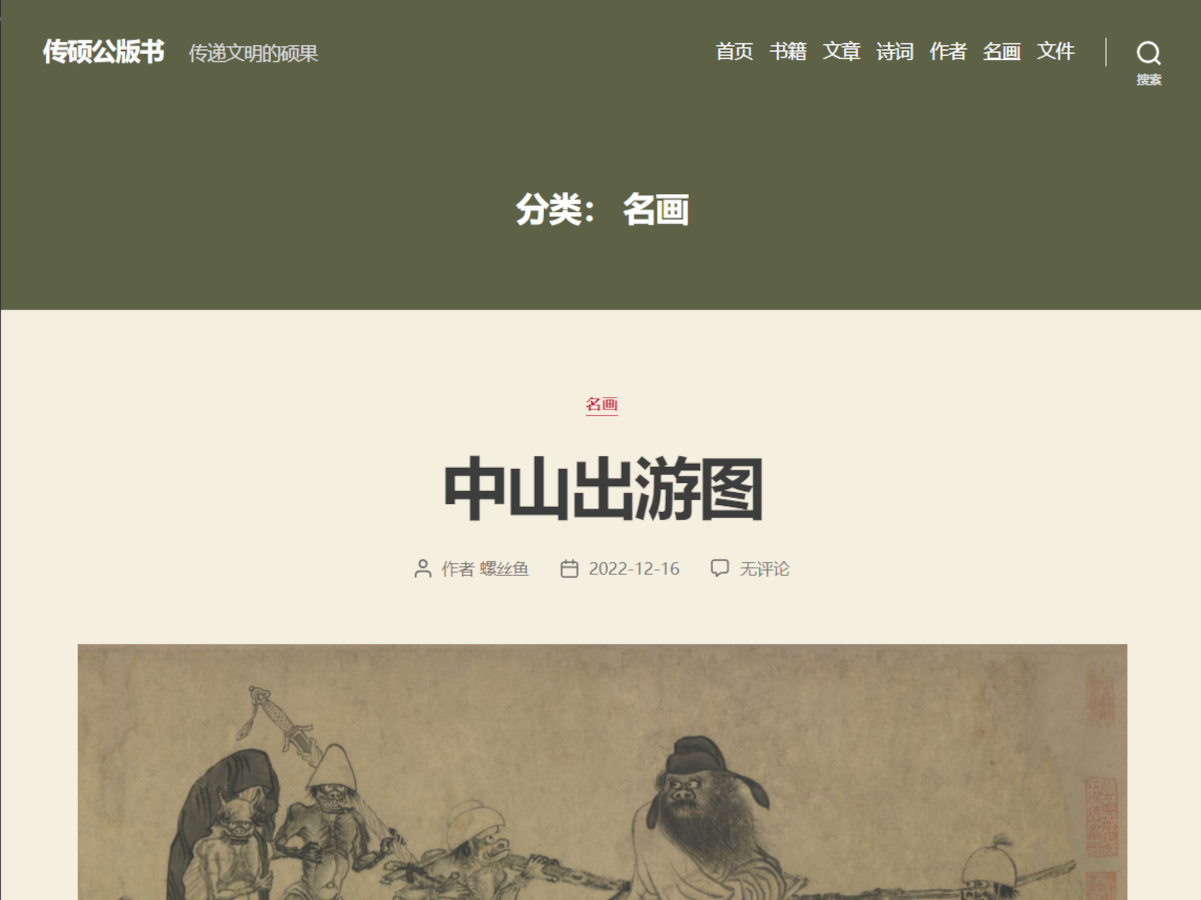 传硕公版书 传递文明的硕果 首页 书籍 文章 诗词 作者 名画 文件
搜索
分类： 名画
名画
中山出游图
作者 螺丝鱼 2022-12-16 无评论